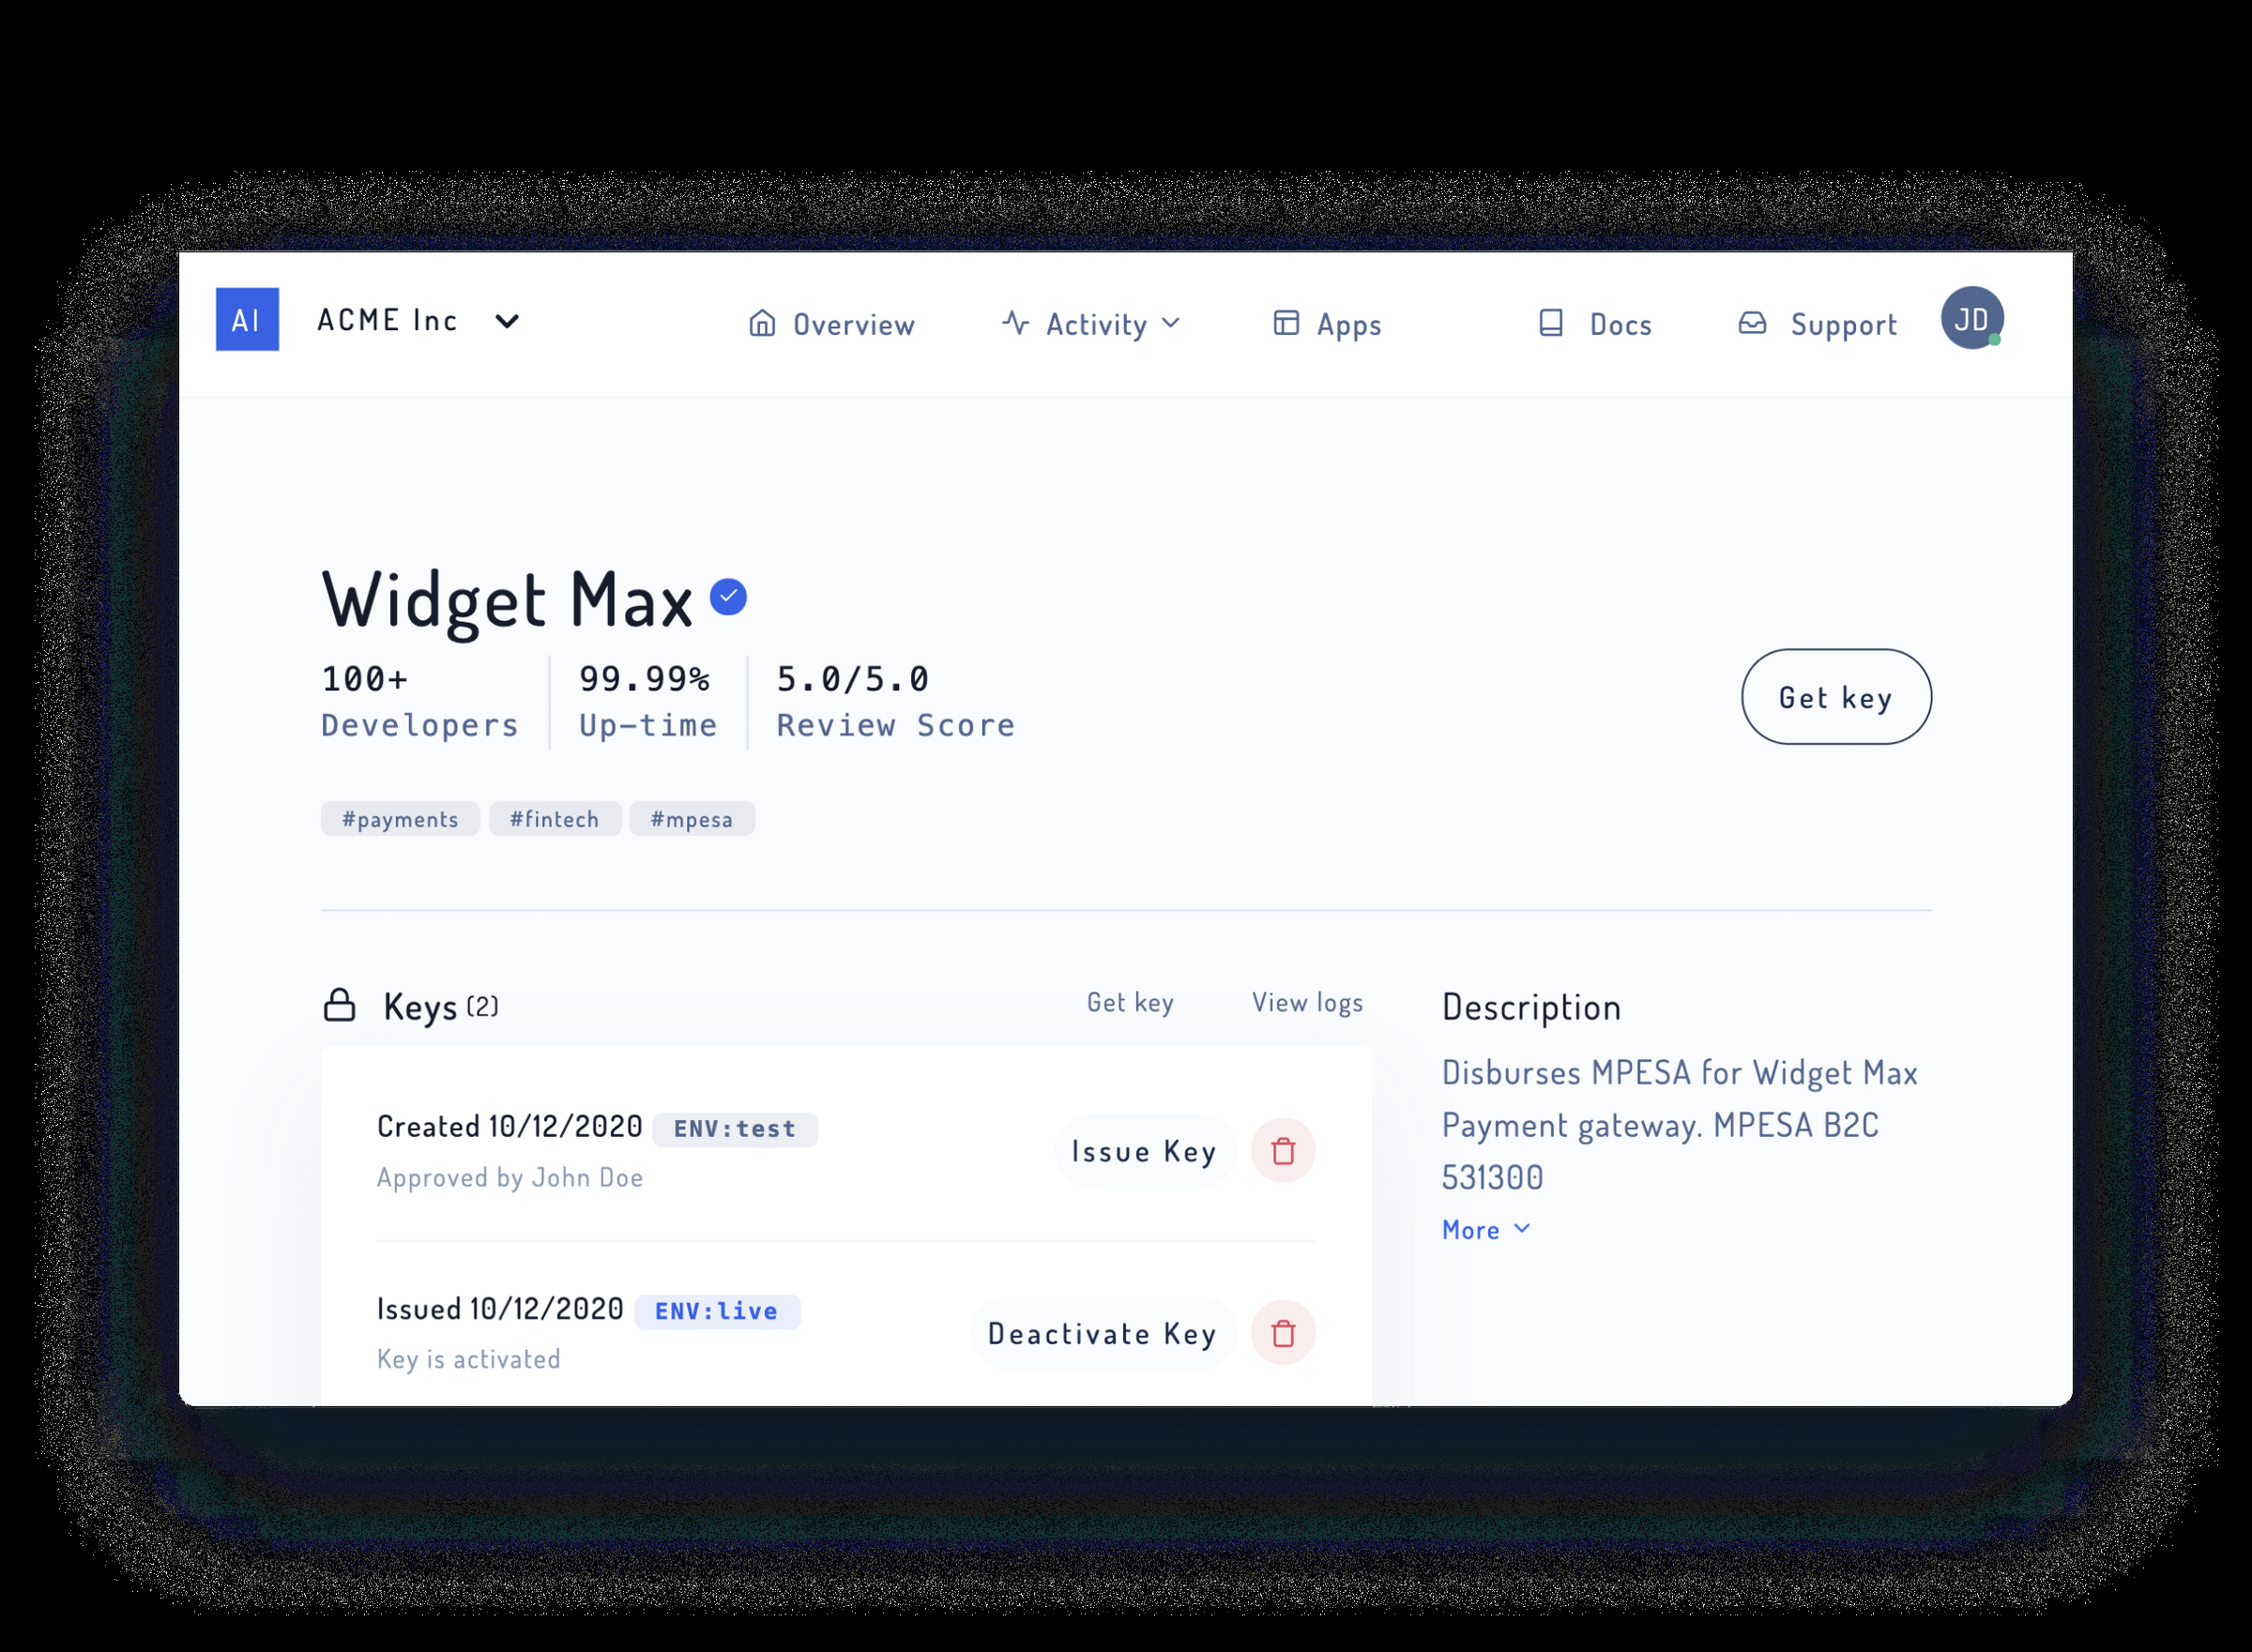 AI ACME Inc Overview Activity Apps Docs Support JD
Widget Max
100+ 99.99% 5.0/5.0
Developers Up-time Review Score
Get key
#payments #fintech #mpesa
Keys (2) Get key View logs
Created 10/12/2020 ENV:test
Approved by John Doe
Issue Key
Issued 10/12/2020 ENV:live
Key is activated
Deactivate Key
Description
Disburses MPESA for Widget Max
Payment gateway. MPESA B2C
531300
More